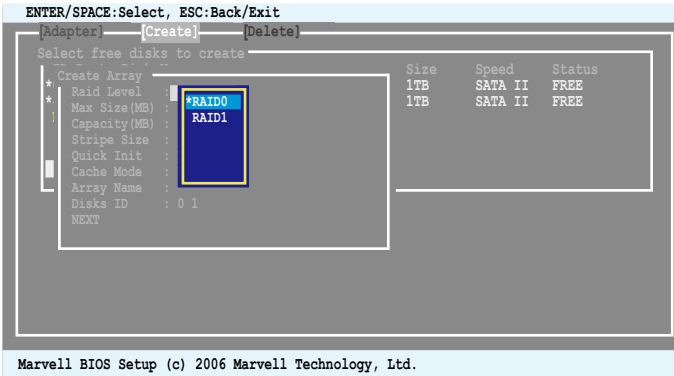 ENTER/SPACE:Select, ESC:Back/Exit
[Adapter] [Create] [Delete]
Select free disks to create
Size Speed Status
Create Array
* 1TB SATA II FREE
Raid Level :
* 1TB SATA II FREE
*RAID0
Max Size(MB) :
RAID1
Capacity(MB) :
Stripe Size :
Quick Init :
Cache Mode :
Array Name :
Disks ID : 0 1
NEXT
Marvell BIOS Setup (c) 2006 Marvell Technology, Ltd.